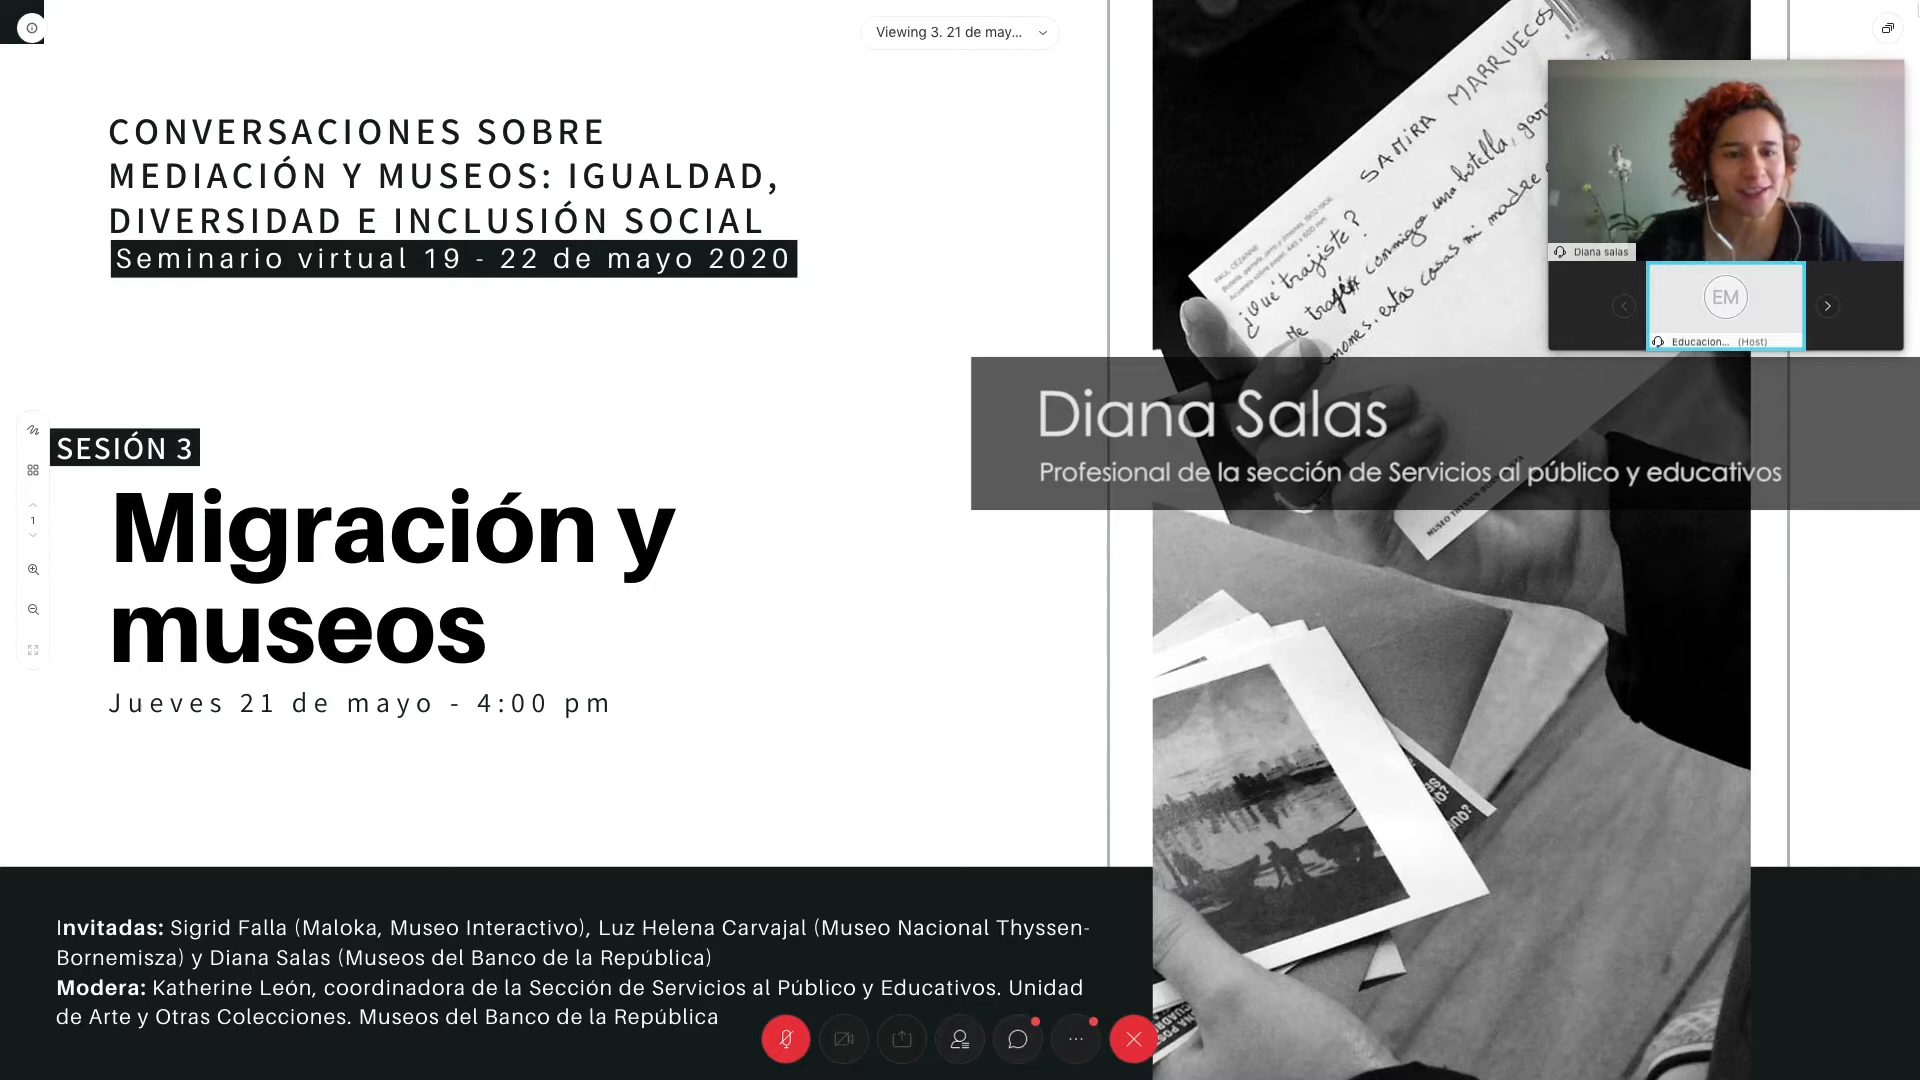 Viewing 3. 21 de may...
CONVERSACIONES SOBRE
MEDIACIÓN Y MUSEOS: IGUALDAD,
DIVERSIDAD E INCLUSIÓN SOCIAL
Seminario virtual 19 - 22 de mayo 2020
SESIÓN 3
Migración y
museos
Jueves 21 de mayo - 4:00 pm
1
Invitadas: Sigrid Falla (Maloka, Museo Interactivo), Luz Helena Carvajal (Museo Nacional Thyssen-
Bornemisza) y Diana Salas (Museos del Banco de la República)
Modera: Katherine León, coordinadora de la Sección de Servicios al Público y Educativos. Unidad
de Arte y Otras Colecciones. Museos del Banco de la República
SAMIRA MARRUECOS
PAUL CEZANNE
¿Qué trajiste?
Me traje conmigo una botella,
estas cosas mi madre
Diana salas
EM
Educacion... (Host)
Diana Salas
Profesional de la sección de Servicios al público y educativos
MUSEO THYSSEN